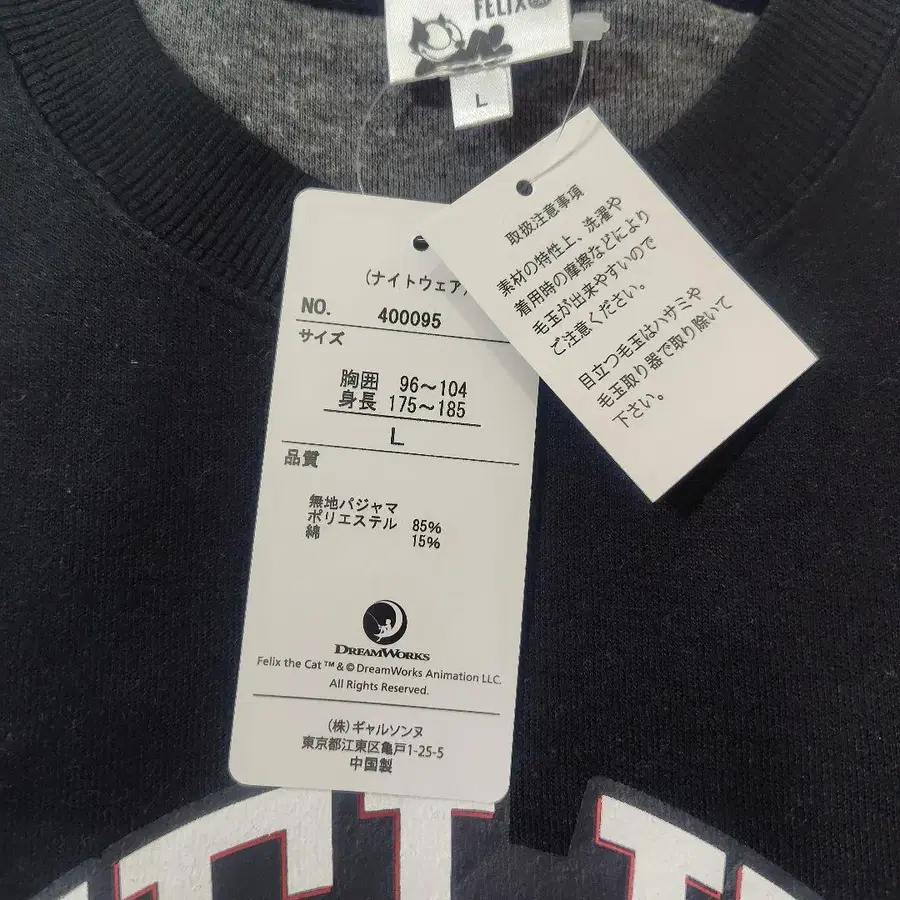 FELIX
L
(ナイトウェア)
NO. 400095
サイズ
胸囲 96～104
身長 175～185
L
品質
無地パジャマ
ポリエステル 85%
綿 15%
DREAMWORKS
Felix the Cat ™ & © DreamWorks Animation LLC.
All Rights Reserved.
(株)ギャルソンヌ
東京都江東区亀戸1-25-5
中国製
取扱注意事項
素材の特性上、洗濯や
着用時の摩擦などにより
毛玉が出来やすいので
ご注意ください。
目立つ毛玉はハサミや
毛玉取り器で取り除いて
下さい。